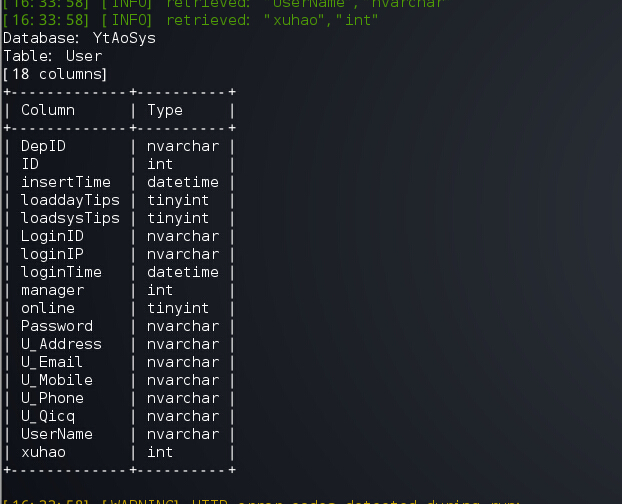 [16:33:58] [INFO] retrieved: "UserName","nvarchar"
[16:33:58] [INFO] retrieved: "xuhao","int"
Database: YtAoSys
Table: User
[18 columns]
+-------------+----------+
| Column      | Type     |
+-------------+----------+
| DepID       | nvarchar |
| ID          | int      |
| insertTime  | datetime |
| loaddayTips | tinyint  |
| loadsysTips | tinyint  |
| LoginID     | nvarchar |
| loginIP     | nvarchar |
| loginTime   | datetime |
| manager     | int      |
| online      | tinyint  |
| Password    | nvarchar |
| U_Address   | nvarchar |
| U_Email     | nvarchar |
| U_Mobile    | nvarchar |
| U_Phone     | nvarchar |
| U_Qicq      | nvarchar |
| UserName    | nvarchar |
| xuhao       | int      |
+-------------+----------+
[WARNING] HTTP error codes detected during run: